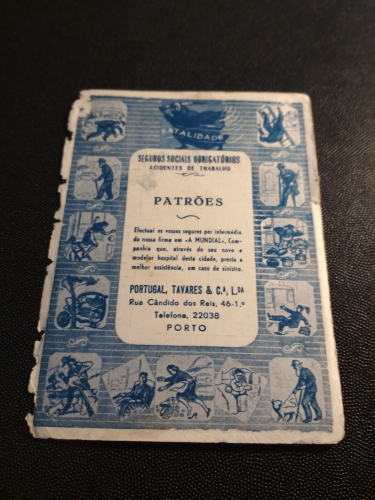 FATALIDADE
SEGUROS SOCIAIS OBRIGATÓRIOS
ACIDENTES DE TRABALHO
PATRÕES
Efectuai os vossos seguros por intermédio
da nossa firma em «A MUNDIAL», Com-
panhia que, através do seu novo e
modelar hospital desta cidade, presta a
melhor assistência, em caso de sinistro.
PORTUGAL, TAVARES & C.ª, L.DA
Rua Cândido dos Reis, 46-1.º
Telefone, 22038
PORTO